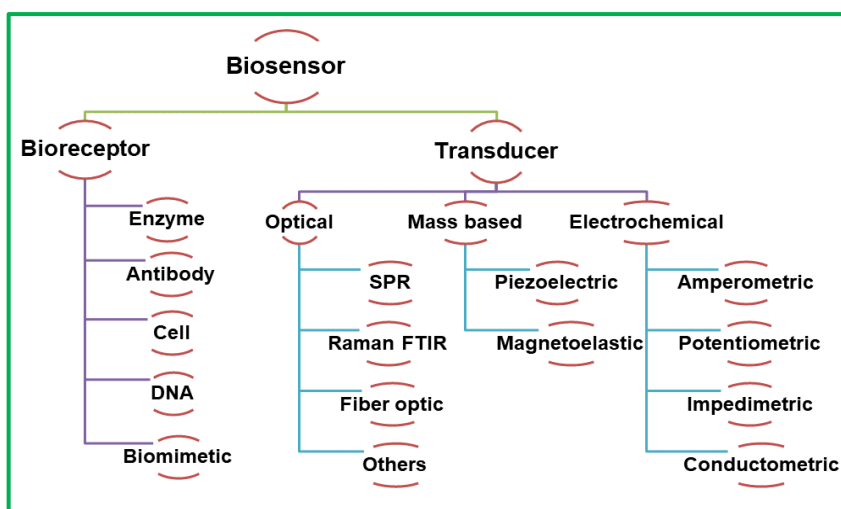 Biosensor
Bioreceptor
Transducer
Enzyme
Antibody
Cell
DNA
Biomimetic
Optical
Mass based
Electrochemical
SPR
Raman FTIR
Fiber optic
Others
Piezoelectric
Magnetoelastic
Amperometric
Potentiometric
Impedimetric
Conductometric